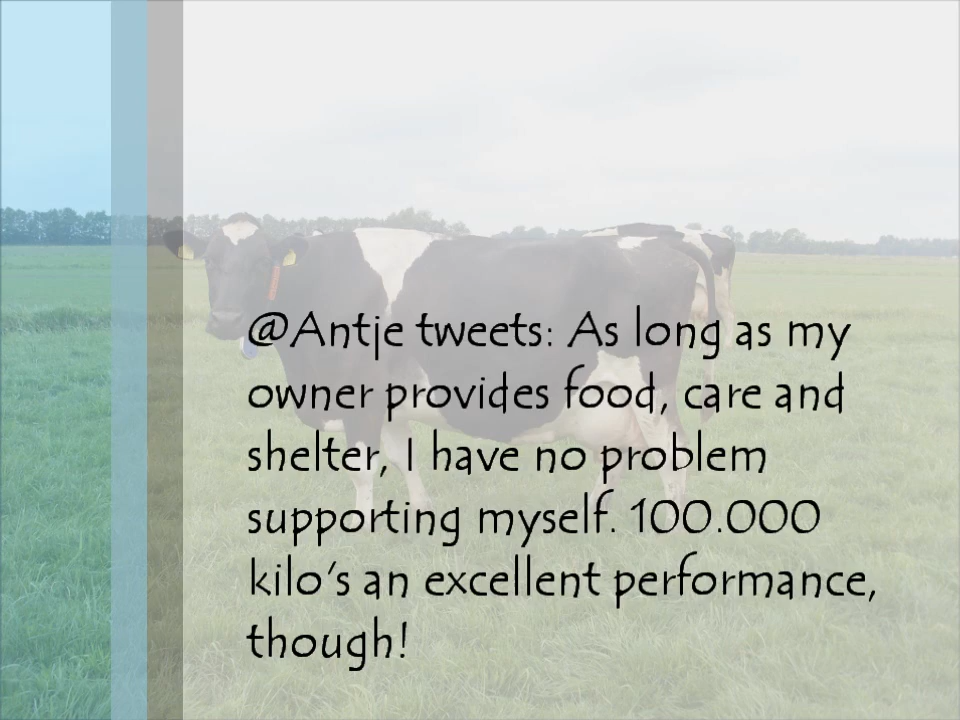 @Antje tweets: As long as my
owner provides food, care and
shelter, I have no problem
supporting myself. 100.000
kilo's an excellent performance,
though!